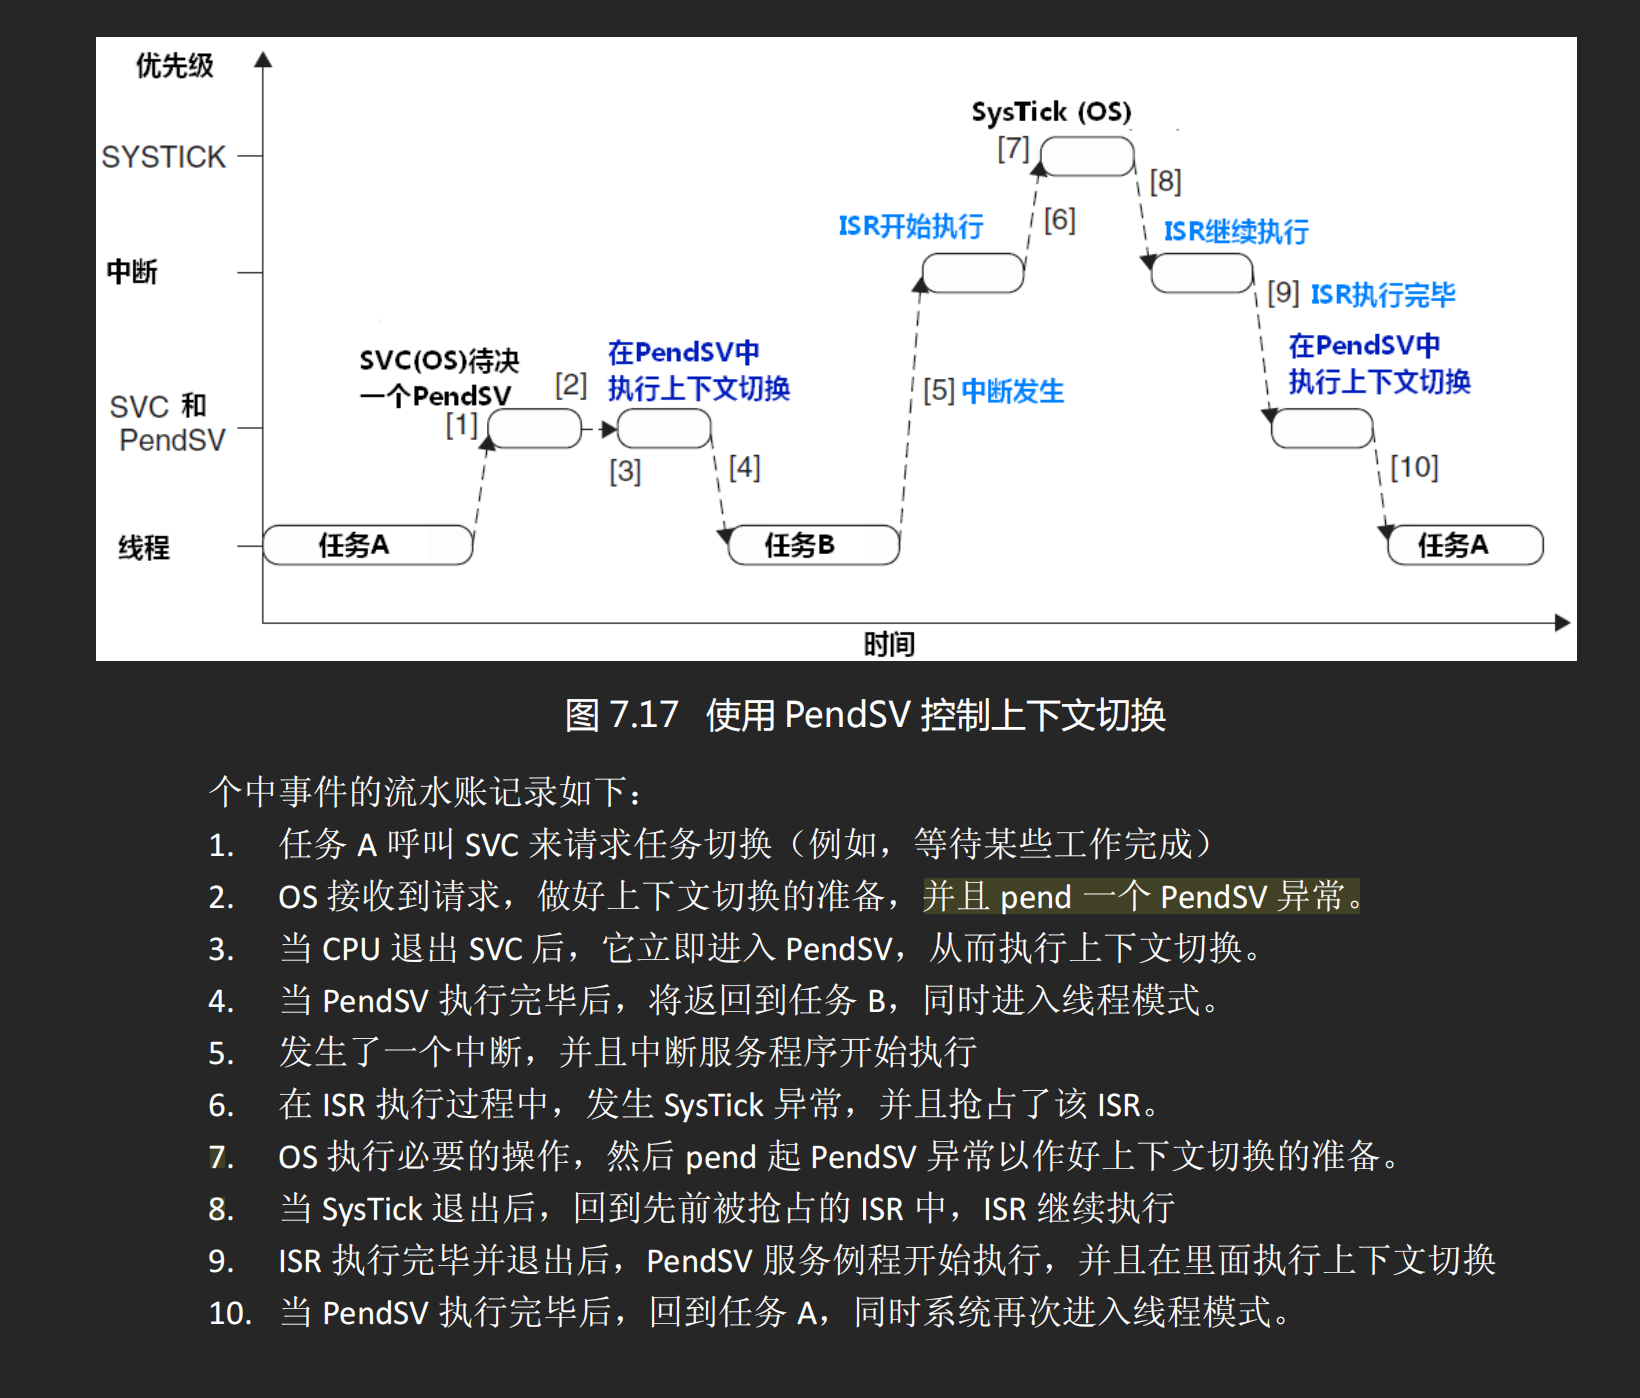 优先级
SysTick (OS)
SYSTICK
[7]
[8]
[6]
ISR开始执行
ISR继续执行
中断
[9] ISR执行完毕
SVC(OS)待决
一个PendSV
[2]
在PendSV中
执行上下文切换
在PendSV中
执行上下文切换
[5] 中断发生
SVC 和
PendSV
[1]
[3]
[4]
[10]
线程
任务A
任务B
任务A
时间
图 7.17 使用 PendSV 控制上下文切换
个中事件的流水账记录如下：
1. 任务 A 呼叫 SVC 来请求任务切换（例如，等待某些工作完成）
2. OS 接收到请求，做好上下文切换的准备，并且 pend 一个 PendSV 异常。
3. 当 CPU 退出 SVC 后，它立即进入 PendSV，从而执行上下文切换。
4. 当 PendSV 执行完毕后，将返回到任务 B，同时进入线程模式。
5. 发生了一个中断，并且中断服务程序开始执行
6. 在 ISR 执行过程中，发生 SysTick 异常，并且抢占了该 ISR。
7. OS 执行必要的操作，然后 pend 起 PendSV 异常以作好上下文切换的准备。
8. 当 SysTick 退出后，回到先前被抢占的 ISR 中，ISR 继续执行
9. ISR 执行完毕并退出后，PendSV 服务例程开始执行，并且在里面执行上下文切换
10. 当 PendSV 执行完毕后，回到任务 A，同时系统再次进入线程模式。